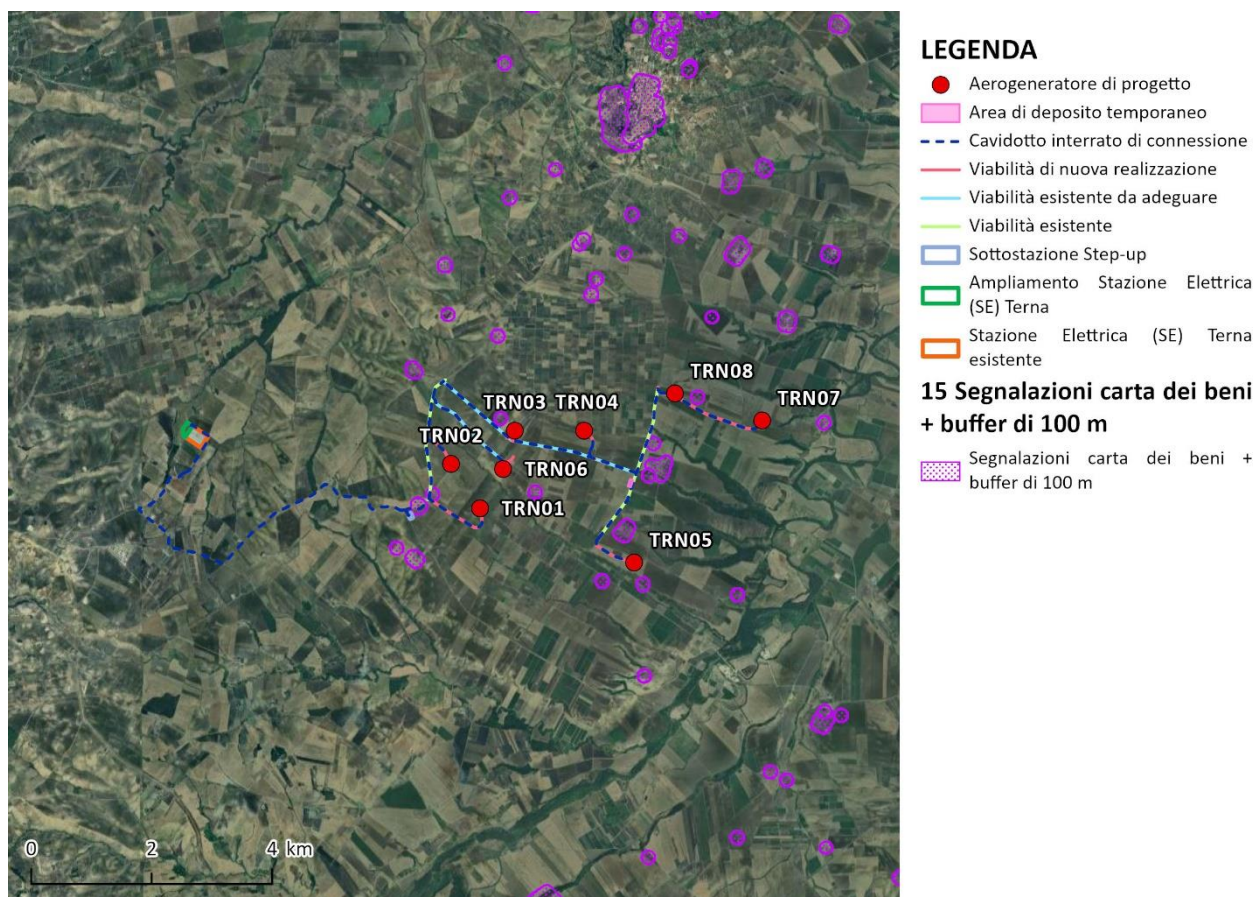 LEGENDA
Aerogeneratore di progetto
Area di deposito temporaneo
Cavidotto interrato di connessione
Viabilità di nuova realizzazione
Viabilità esistente da adeguare
Viabilità esistente
Sottostazione Step-up
Ampliamento Stazione Elettrica
(SE) Terna
Stazione Elettrica (SE) Terna
esistente
15 Segnalazioni carta dei beni
+ buffer di 100 m
Segnalazioni carta dei beni +
buffer di 100 m
TRN08
TRN07
TRN03 TRN04
TRN02
TRN06
TRN01
TRN05
0 2 4 km